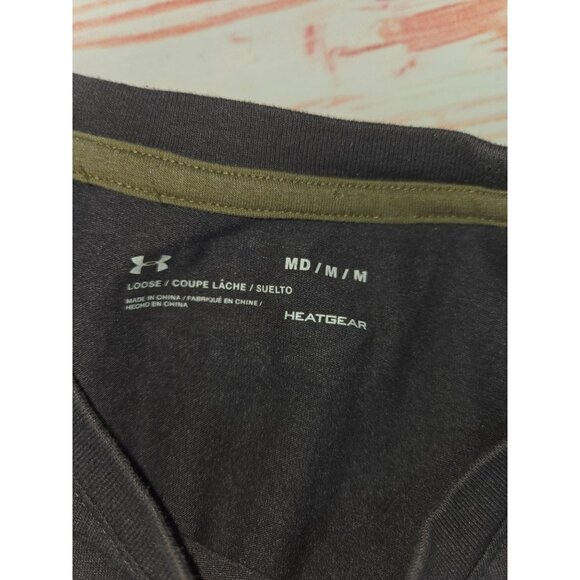 MD / M / M
LOOSE / COUPE LÂCHE / SUELTO
MADE IN CHINA / FABRIQUÉ EN CHINE /
HECHO EN CHINA
HEATGEAR